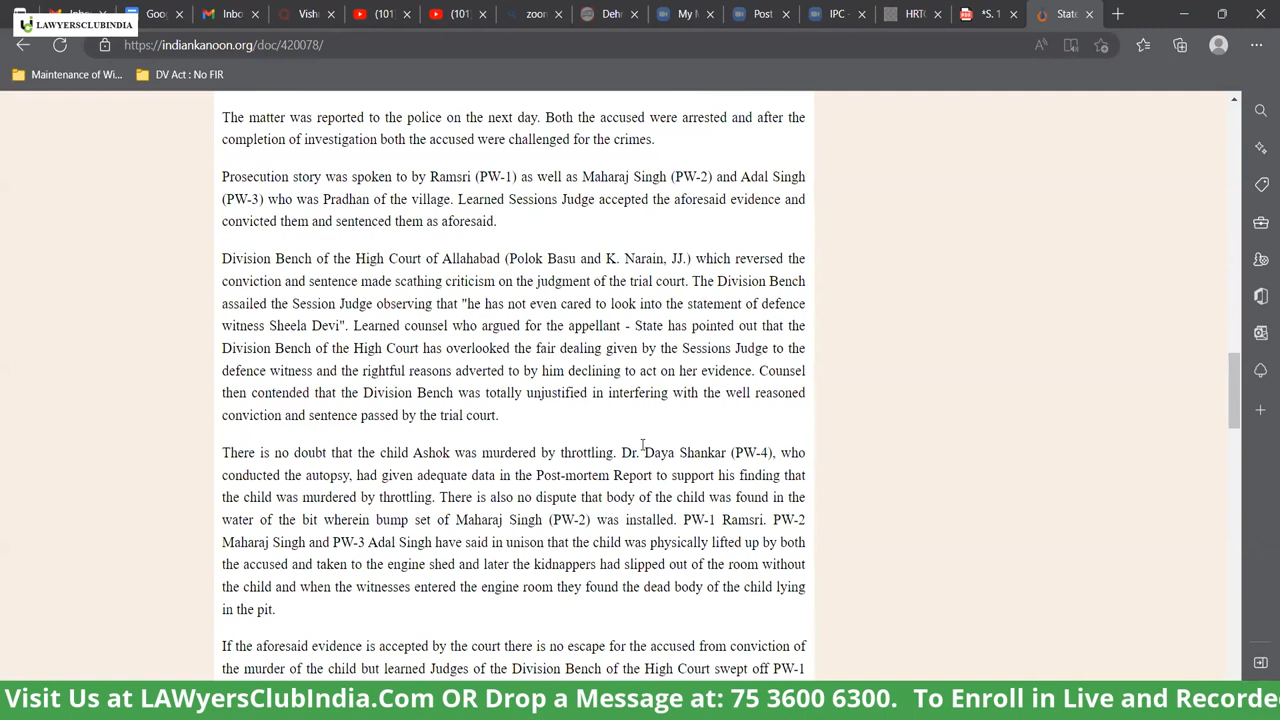 Goo
Inbo
Vish
(101)
zoor
Deh
My M
Post -
C -
HRT
*S. C
State
LAWYERSCLUBINDIA
https://indiankanoon.org/doc/420078/
Maintenance of Wi...
DV Act : No FIR
The matter was reported to the police on the next day. Both the accused were arrested and after the
completion of investigation both the accused were challenged for the crimes.
Prosecution story was spoken to by Ramsri (PW-1) as well as Maharaj Singh (PW-2) and Adal Singh
(PW-3) who was Pradhan of the village. Learned Sessions Judge accepted the aforesaid evidence and
convicted them and sentenced them as aforesaid.
Division Bench of the High Court of Allahabad (Polok Basu and K. Narain, JJ.) which reversed the
conviction and sentence made scathing criticism on the judgment of the trial court. The Division Bench
assailed the Session Judge observing that "he has not even cared to look into the statement of defence
witness Sheela Devi". Learned counsel who argued for the appellant - State has pointed out that the
Division Bench of the High Court has overlooked the fair dealing given by the Sessions Judge to the
defence witness and the rightful reasons adverted to by him declining to act on her evidence. Counsel
then contended that the Division Bench was totally unjustified in interfering with the well reasoned
conviction and sentence passed by the trial court.
There is no doubt that the child Ashok was murdered by throttling. Dr. Daya Shankar (PW-4), who
conducted the autopsy, had given adequate data in the Post-mortem Report to support his finding that
the child was murdered by throttling. There is also no dispute that body of the child was found in the
water of the bit wherein bump set of Maharaj Singh (PW-2) was installed. PW-1 Ramsri. PW-2
Maharaj Singh and PW-3 Adal Singh have said in unison that the child was physically lifted up by both
the accused and taken to the engine shed and later the kidnappers had slipped out of the room without
the child and when the witnesses entered the engine room they found the dead body of the child lying
in the pit.
If the aforesaid evidence is accepted by the court there is no escape for the accused from conviction of
the murder of the child but learned Judges of the Division Bench of the High Court swept off PW-1
Visit Us at LAWyersClubIndia.Com OR Drop a Message at: 75 3600 6300. To Enroll in Live and Recorde